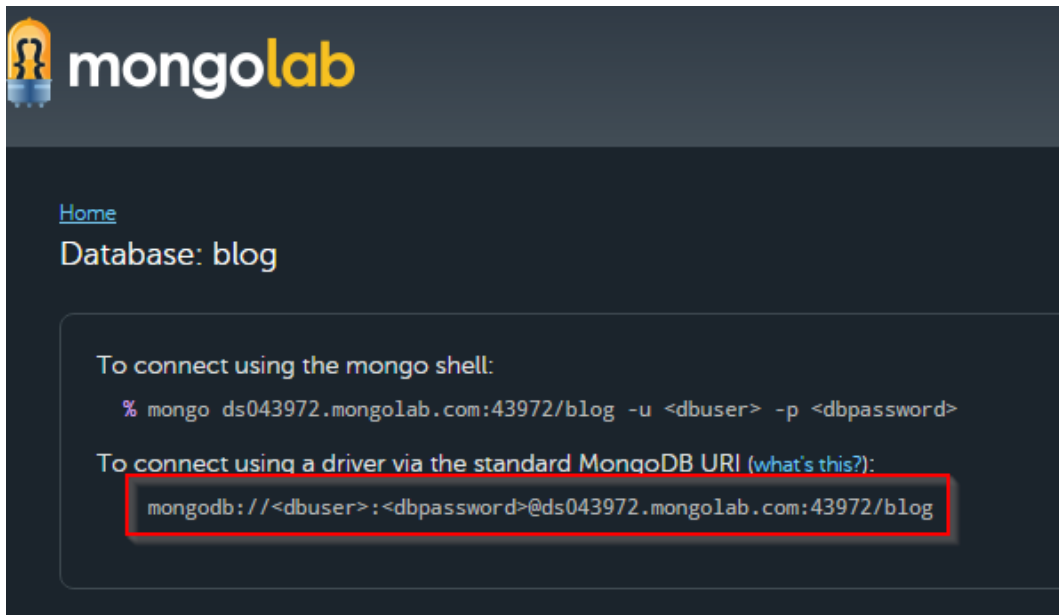 mongolab
Home
Database: blog
To connect using the mongo shell:
% mongo ds043972.mongolab.com:43972/blog -u <dbuser> -p <dbpassword>
To connect using a driver via the standard MongoDB URI (what's this?):
mongodb://<dbuser>:<dbpassword>@ds043972.mongolab.com:43972/blog